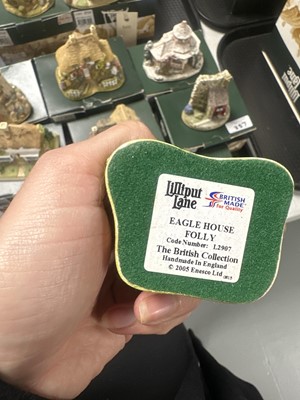 Lilliput
Lane
BRITISH
MADE
for Quality
EAGLE HOUSE
FOLLY
Code Number: L2907
The British Collection
Handmade In England
© 2005 Enesco Ltd